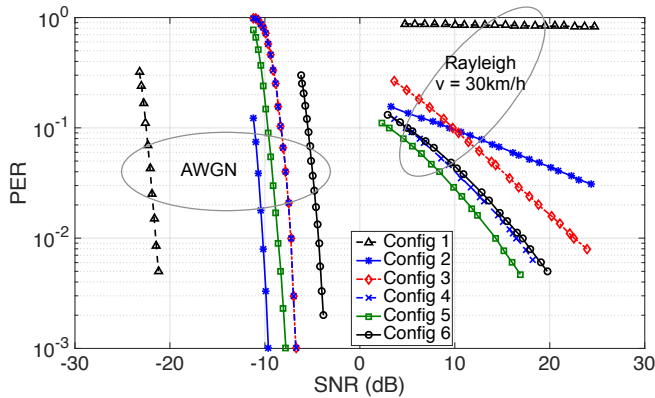 10^0
10^-1
10^-2
10^-3
PER
AWGN
Rayleigh
v = 30km/h
Config 1
Config 2
Config 3
Config 4
Config 5
Config 6
-30 -20 -10 0 10 20 30
SNR (dB)